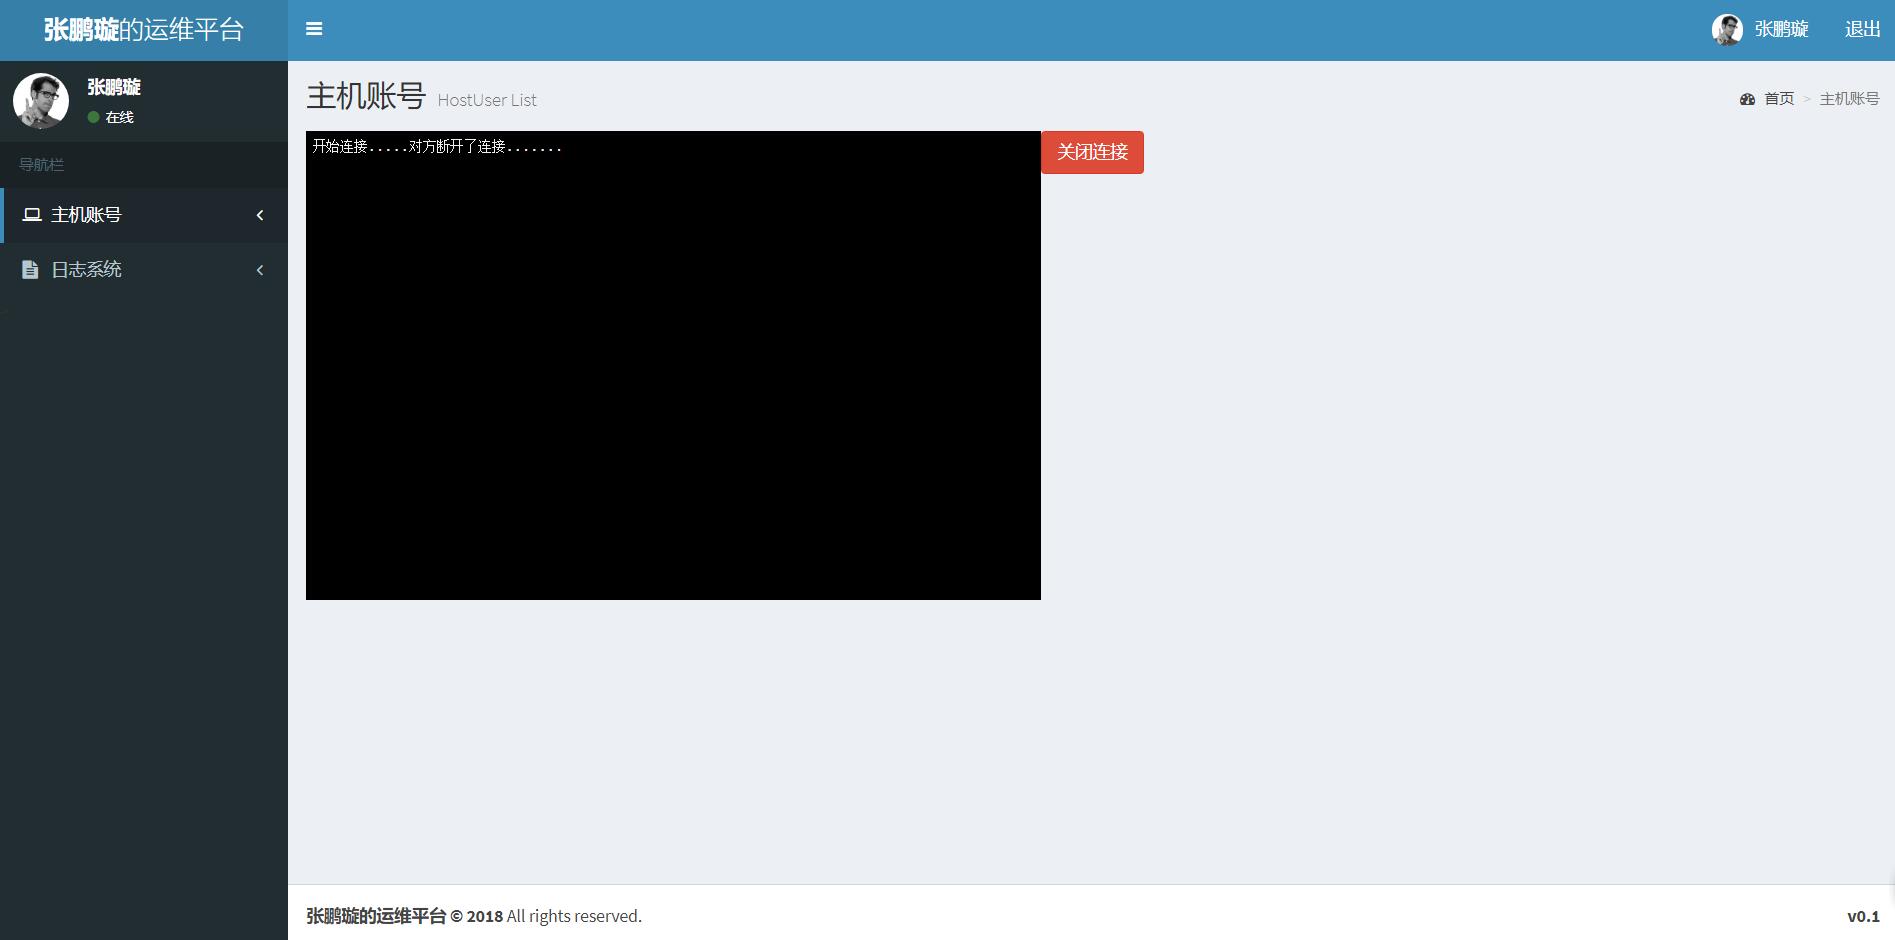 张鹏璇的运维平台
张鹏璇 退出
张鹏璇
在线
导航栏
主机账号
日志系统
主机账号 HostUser List
首页 > 主机账号
开始连接.....对方断开了连接.......
关闭连接
张鹏璇的运维平台 © 2018 All rights reserved.
v0.1